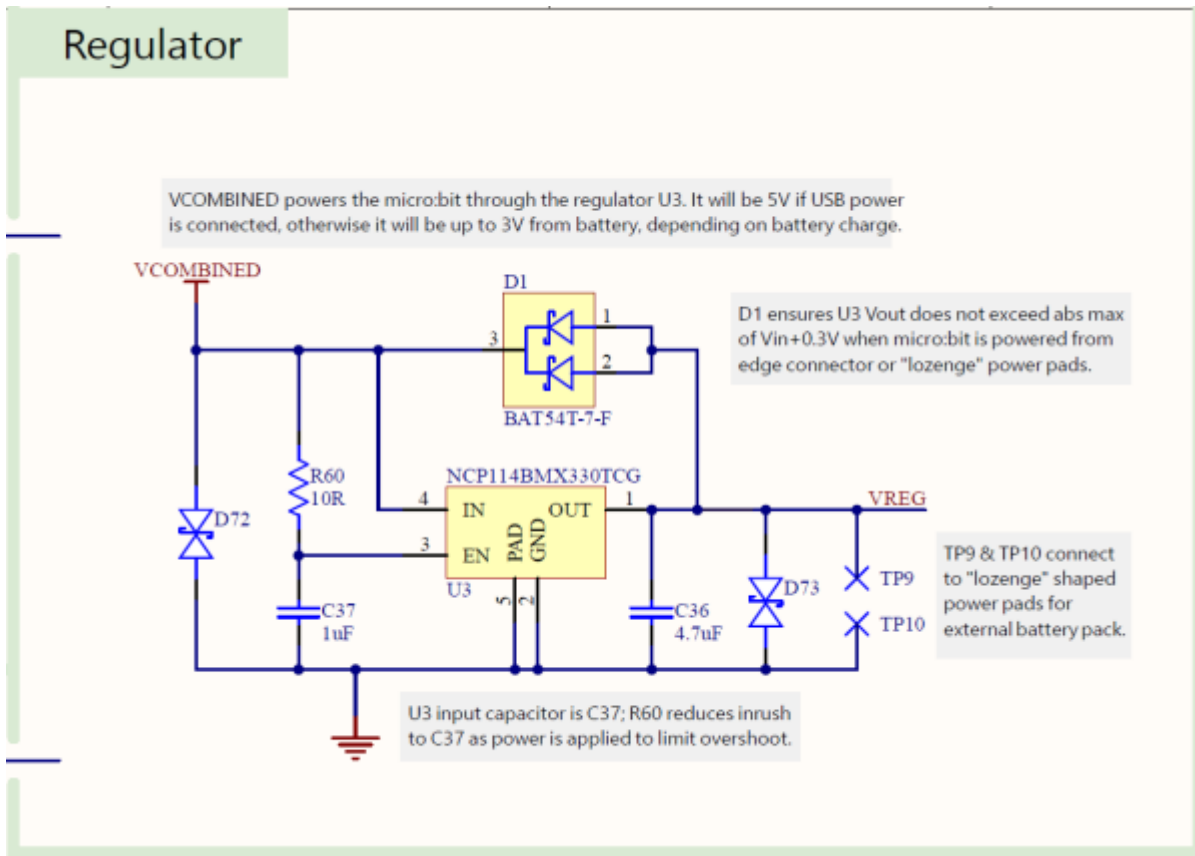 Regulator
VCOMBINED powers the micro:bit through the regulator U3. It will be 5V if USB power
is connected, otherwise it will be up to 3V from battery, depending on battery charge.
VCOMBINED
D1
3
1
2
BAT54T-7-F
D1 ensures U3 Vout does not exceed abs max
of Vin+0.3V when micro:bit is powered from
edge connector or "lozenge" power pads.
R60
10R
D72
NCP114BMX330TCG
4
IN
OUT
1
3
EN
PAD
GND
U3
5
2
VREG
C37
1uF
C36
4.7uF
D73
TP9
TP10
TP9 & TP10 connect
to "lozenge" shaped
power pads for
external battery pack.
U3 input capacitor is C37; R60 reduces inrush
to C37 as power is applied to limit overshoot.